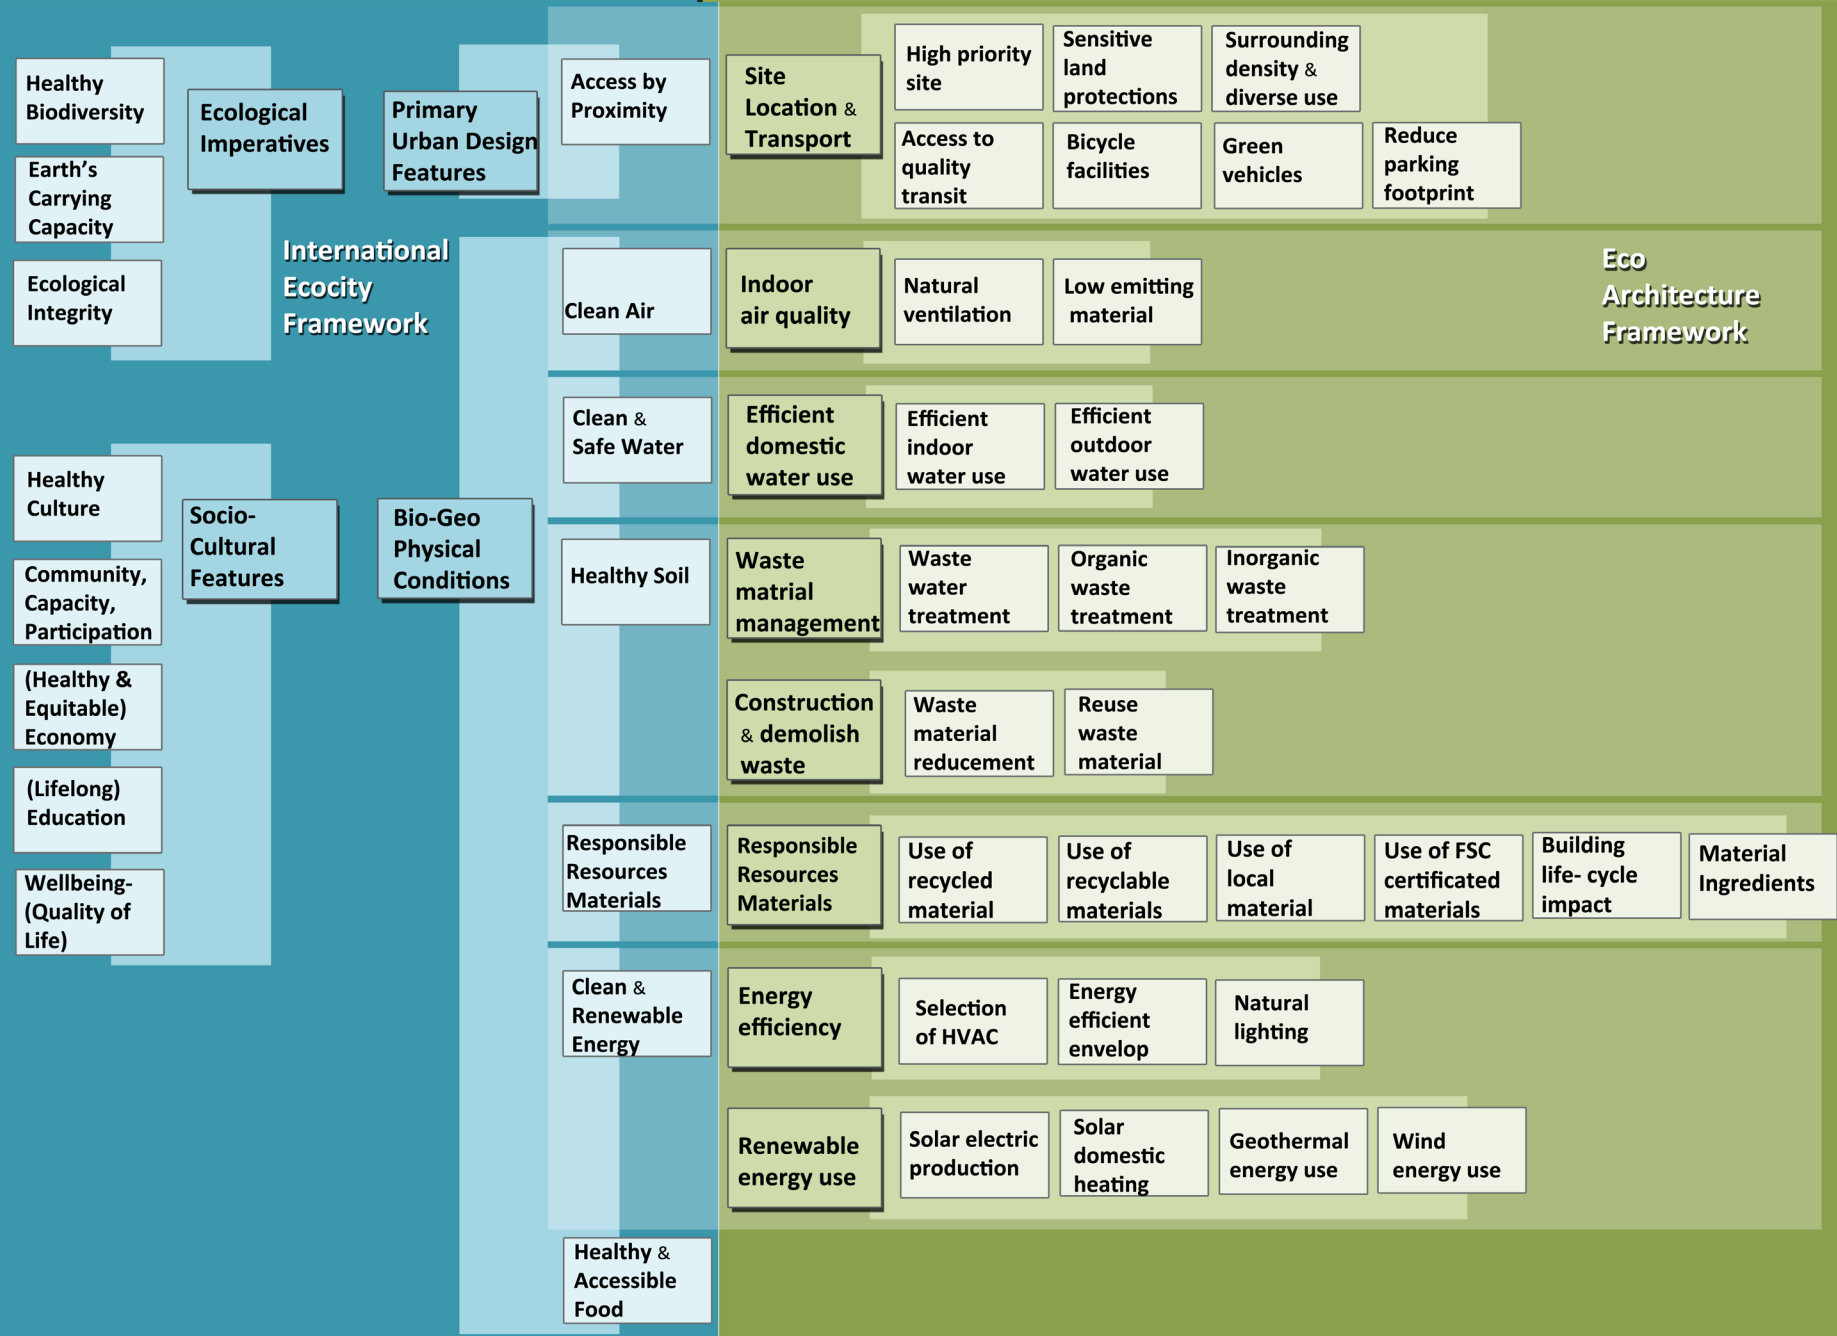 Healthy
Biodiversity
Earth's
Carrying
Capacity
Ecological
Integrity
Ecological
Imperatives
Primary
Urban Design
Features
International
Ecocity
Framework
Healthy
Culture
Community,
Capacity,
Participation
(Healthy &
Equitable)
Economy
(Lifelong)
Education
Wellbeing-
(Quality of
Life)
Socio-
Cultural
Features
Bio-Geo
Physical
Conditions
Access by
Proximity
Site
Location &
Transport
High priority
site
Sensitive
land
protections
Surrounding
density &
diverse use
Access to
quality
transit
Bicycle
facilities
Green
vehicles
Reduce
parking
footprint
Clean Air
Indoor
air quality
Natural
ventilation
Low emitting
material
Eco
Architecture
Framework
Clean &
Safe Water
Efficient
domestic
water use
Efficient
indoor
water use
Efficient
outdoor
water use
Healthy Soil
Waste
matrial
management
Waste
water
treatment
Organic
waste
treatment
Inorganic
waste
treatment
Construction
& demolish
waste
Waste
material
reducement
Reuse
waste
material
Responsible
Resources
Materials
Responsible
Resources
Materials
Use of
recycled
material
Use of
recyclable
materials
Use of
local
material
Use of FSC
certificated
materials
Building
life- cycle
impact
Material
Ingredients
Clean &
Renewable
Energy
Energy
efficiency
Selection
of HVAC
Energy
efficient
envelop
Natural
lighting
Renewable
energy use
Solar electric
production
Solar
domestic
heating
Geothermal
energy use
Wind
energy use
Healthy &
Accessible
Food